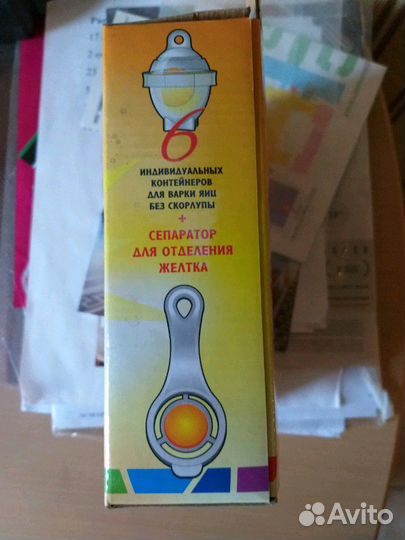 6
ИНДИВИДУАЛЬНЫХ
КОНТЕЙНЕРОВ
ДЛЯ ВАРКИ ЯИЦ
БЕЗ СКОРЛУПЫ
+
СЕПАРАТОР
ДЛЯ ОТДЕЛЕНИЯ
ЖЕЛТКА
Avito